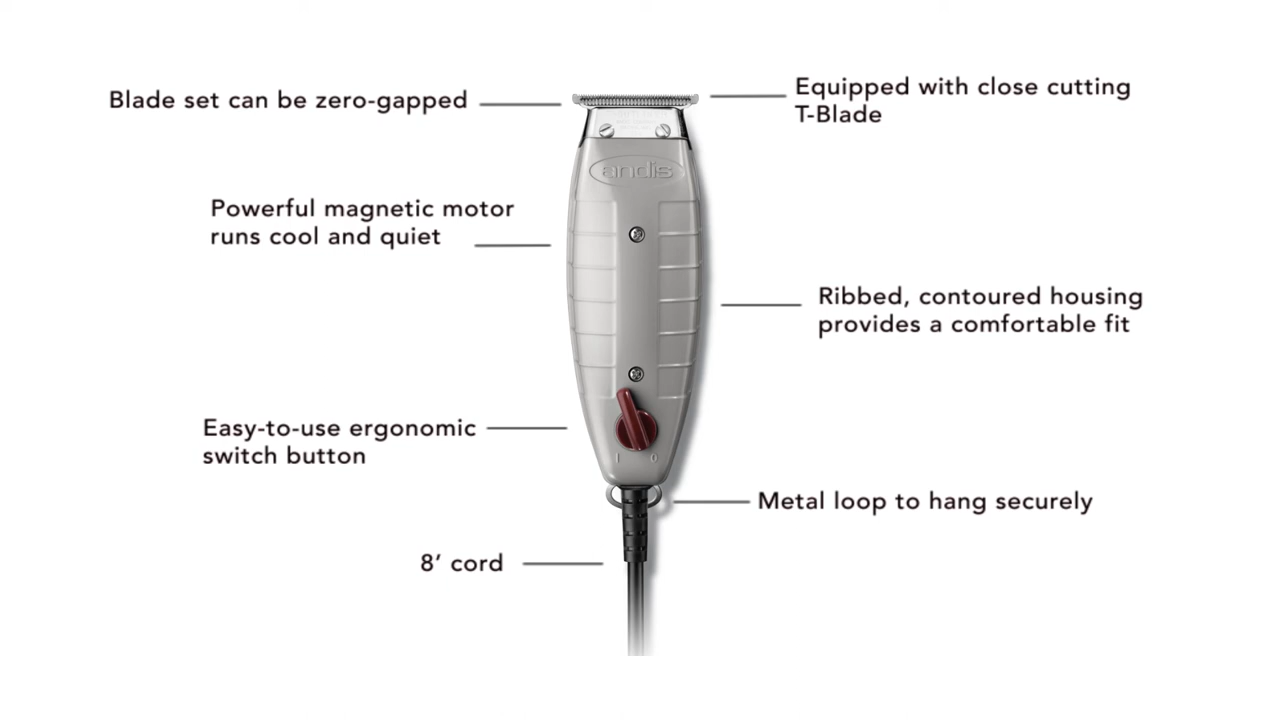 Blade set can be zero-gapped
Equipped with close cutting
T-Blade
andis
Powerful magnetic motor
runs cool and quiet
Ribbed, contoured housing
provides a comfortable fit
Easy-to-use ergonomic
switch button
I O
Metal loop to hang securely
8’ cord